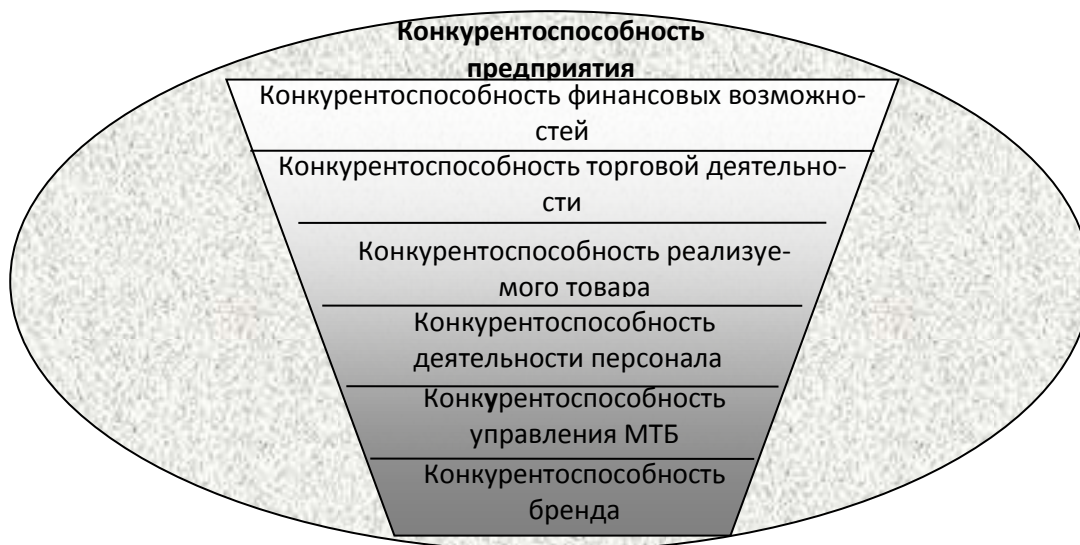 Конкурентоспособность
предприятия
Конкурентоспособность финансовых возможно-
стей
Конкурентоспособность торговой деятельно-
сти
Конкурентоспособность реализуе-
мого товара
Конкурентоспособность
деятельности персонала
Конкурентоспособность
управления МТБ
Конкурентоспособность
бренда